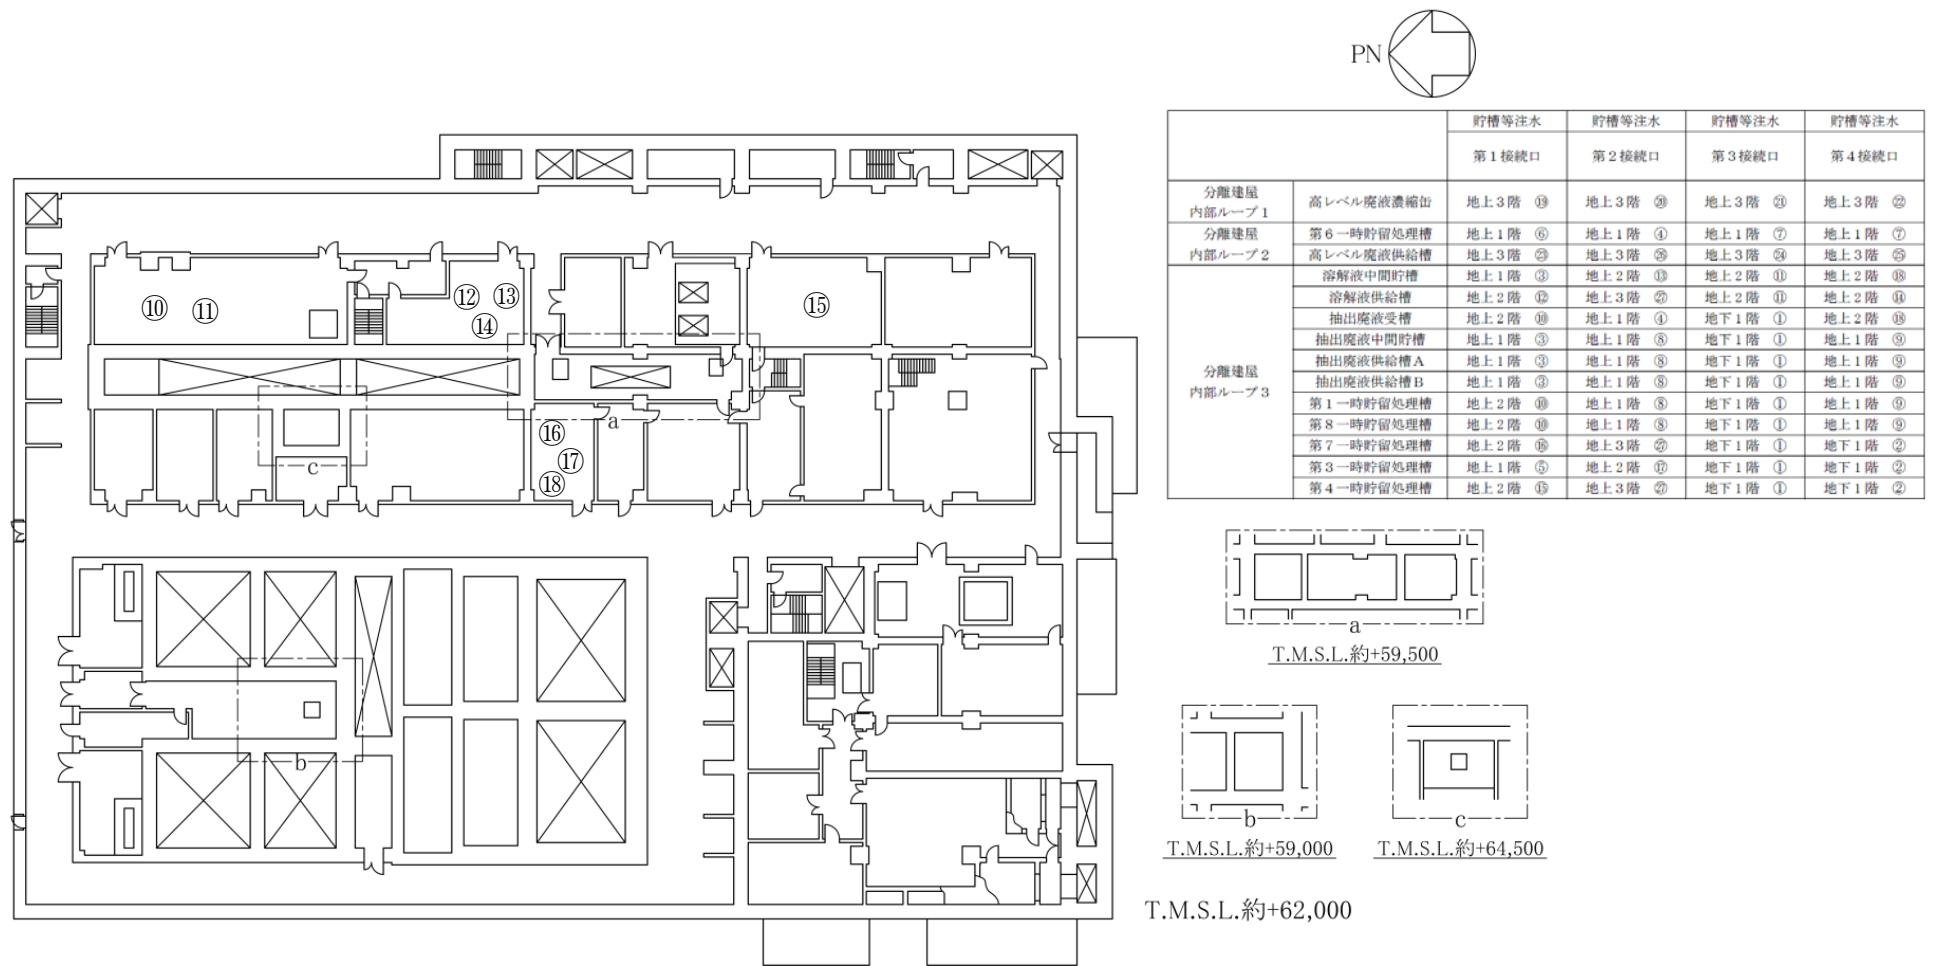 PN
貯槽等注水 貯槽等注水 貯槽等注水 貯槽等注水
第1接続口 第2接続口 第3接続口 第4接続口
分離建屋
内部ループ1
高レベル廃液濃縮缶 地上3階 ⑲ 地上3階 ⑳ 地上3階 ㉑ 地上3階 ㉒
分離建屋
内部ループ2
第6一時貯留処理槽 地上1階 ⑥ 地上1階 ④ 地上1階 ⑦ 地上1階 ⑦
高レベル廃液供給槽 地上3階 ㉓ 地上3階 ㉖ 地上3階 ㉔ 地上3階 ㉕
分離建屋
内部ループ3
溶解液中間貯槽 地上1階 ③ 地上2階 ⑬ 地上2階 ⑪ 地上2階 ⑱
溶解液供給槽 地上2階 ⑫ 地上3階 ㉗ 地上2階 ⑪ 地上2階 ⑭
抽出廃液受槽 地上2階 ⑩ 地上1階 ④ 地下1階 ① 地上2階 ⑱
抽出廃液中間貯槽 地上1階 ③ 地上1階 ⑧ 地下1階 ① 地上1階 ⑨
抽出廃液供給槽A 地上1階 ③ 地上1階 ⑧ 地下1階 ① 地上1階 ⑨
抽出廃液供給槽B 地上1階 ③ 地上1階 ⑧ 地下1階 ① 地上1階 ⑨
第1一時貯留処理槽 地上2階 ⑩ 地上1階 ⑧ 地下1階 ① 地上1階 ⑨
第8一時貯留処理槽 地上2階 ⑩ 地上1階 ⑧ 地下1階 ① 地上1階 ⑨
第7一時貯留処理槽 地上2階 ⑯ 地上3階 ㉗ 地下1階 ① 地下1階 ②
第3一時貯留処理槽 地上1階 ⑤ 地上2階 ⑰ 地下1階 ① 地下1階 ②
第4一時貯留処理槽 地上2階 ⑮ 地上3階 ㉗ 地下1階 ① 地下1階 ②
⑩ ⑪ ⑫ ⑬ ⑮
⑭
a
⑯
⑰
c
⑱
b
a
T.M.S.L.約+59,500
b
T.M.S.L.約+59,000
c
T.M.S.L.約+64,500
T.M.S.L.約+62,000